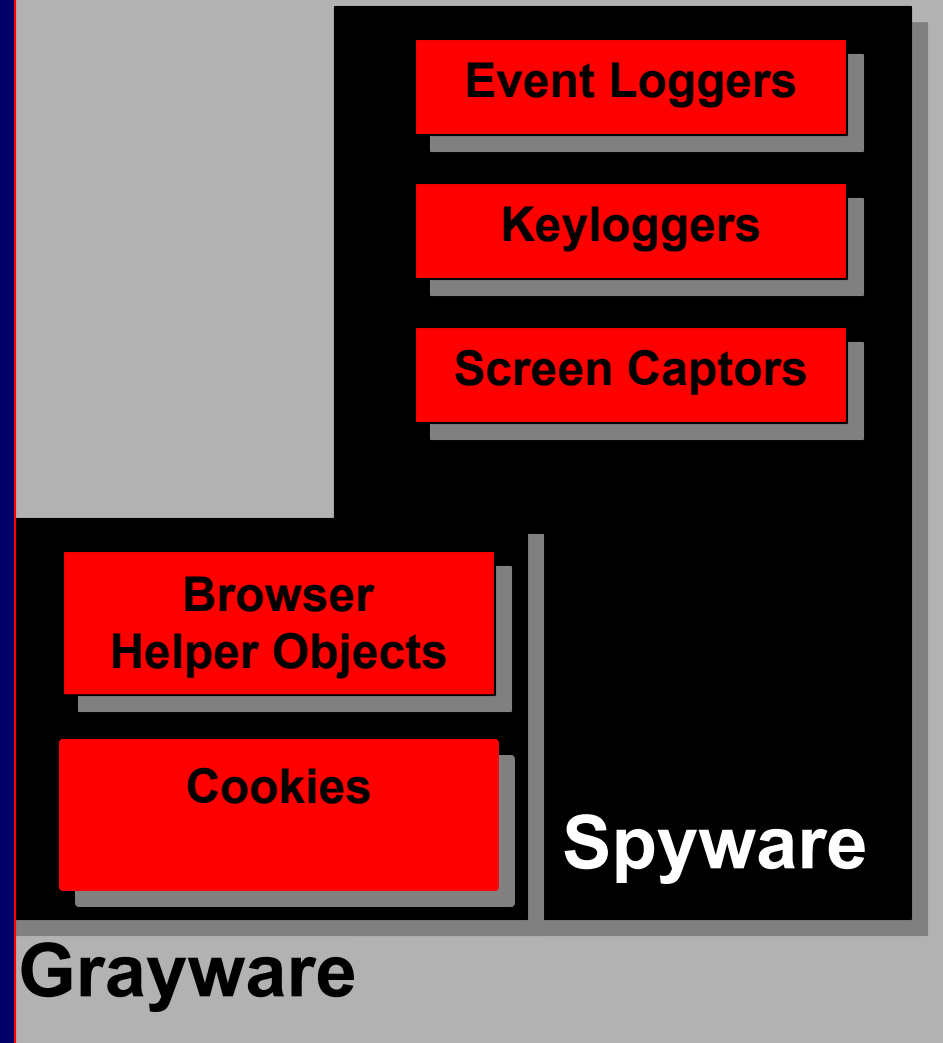 Event Loggers
Keyloggers
Screen Captors
Browser
Helper Objects
Cookies
Spyware
Grayware